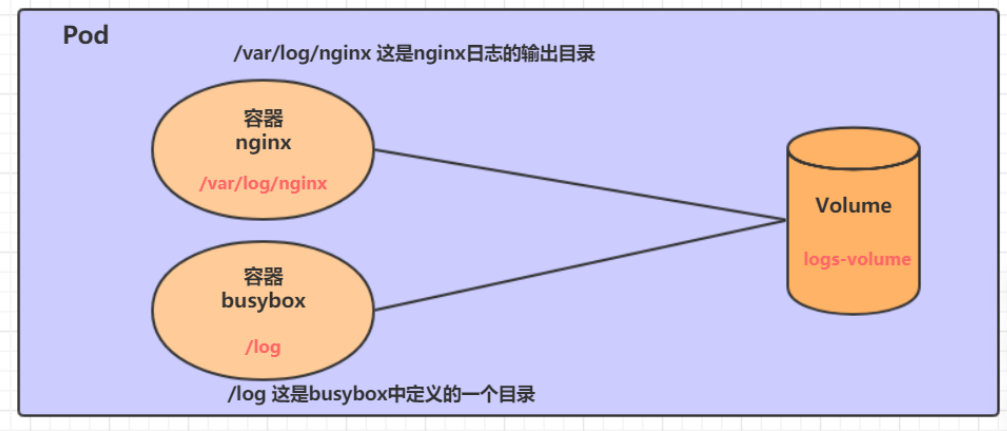 Pod
/var/log/nginx 这是nginx日志的输出目录
容器
nginx
/var/log/nginx
Volume
logs-volume
容器
busybox
/log
/log 这是busybox中定义的一个目录